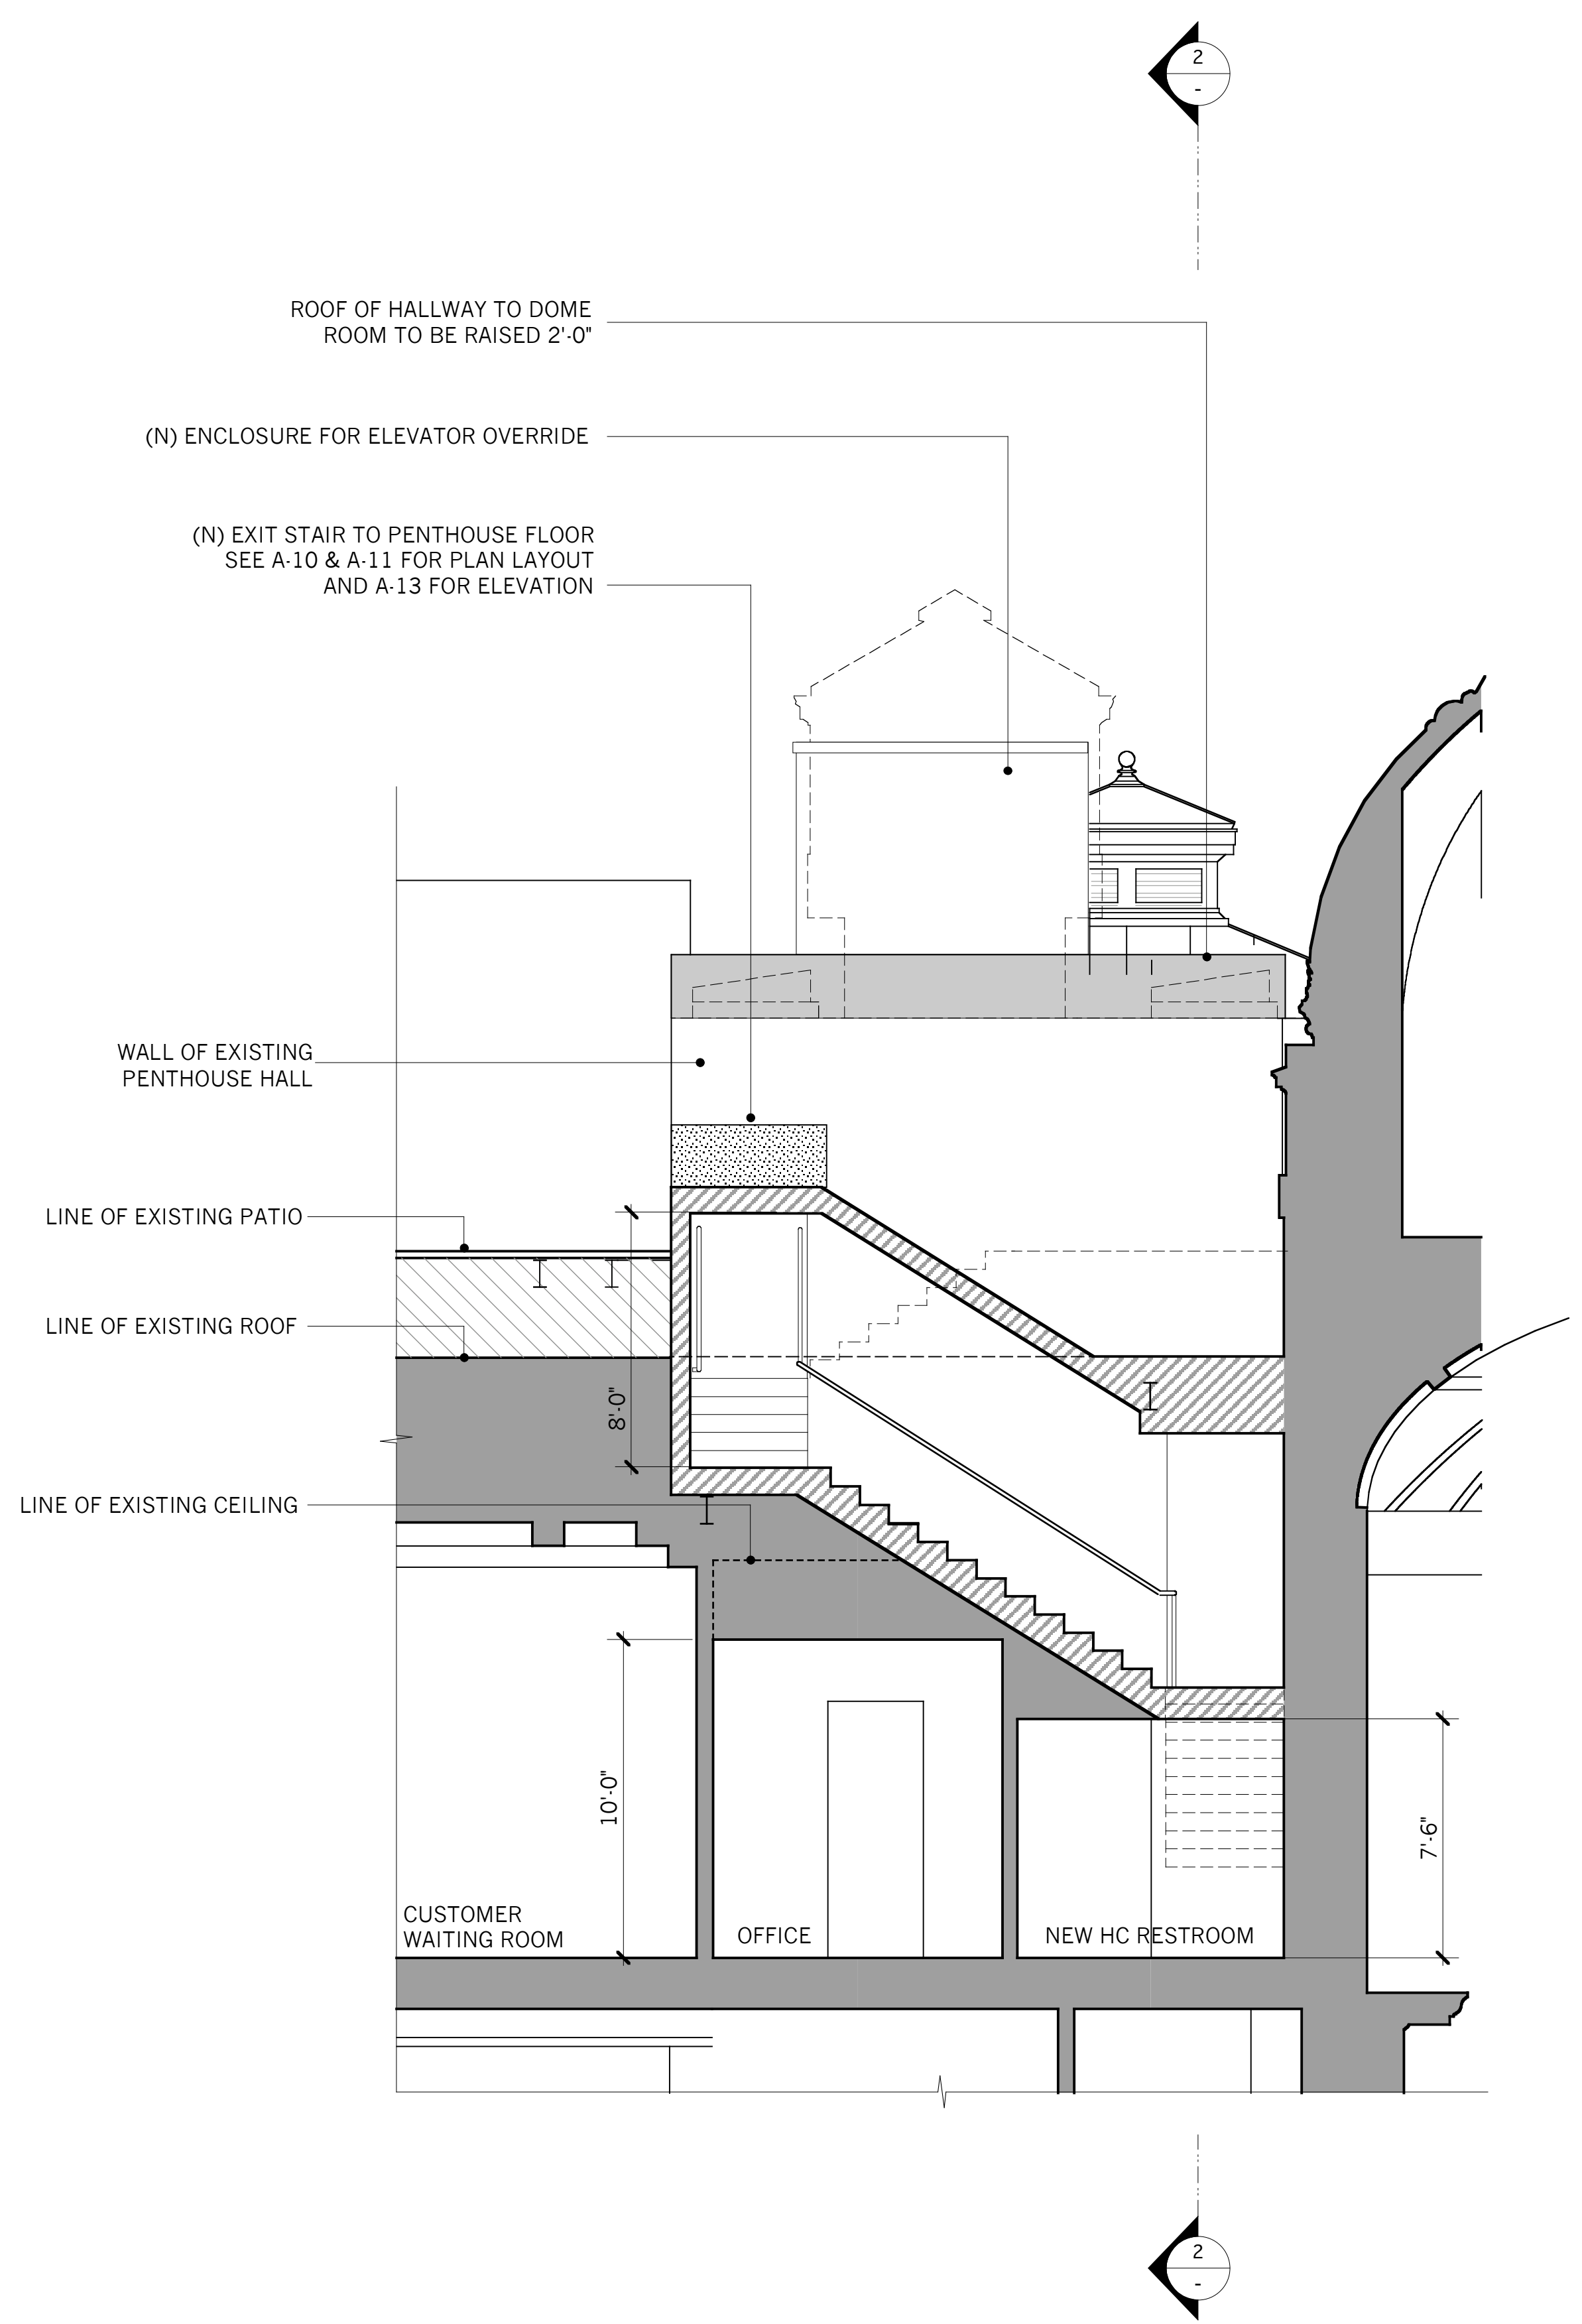 2
-
ROOF OF HALLWAY TO DOME
ROOM TO BE RAISED 2'-0"
(N) ENCLOSURE FOR ELEVATOR OVERRIDE
(N) EXIT STAIR TO PENTHOUSE FLOOR
SEE A-10 & A-11 FOR PLAN LAYOUT
AND A-13 FOR ELEVATION
WALL OF EXISTING
PENTHOUSE HALL
LINE OF EXISTING PATIO
LINE OF EXISTING ROOF
8'-0"
LINE OF EXISTING CEILING
10'-0"
7'-6"
CUSTOMER
WAITING ROOM
OFFICE
NEW HC RESTROOM
2
-